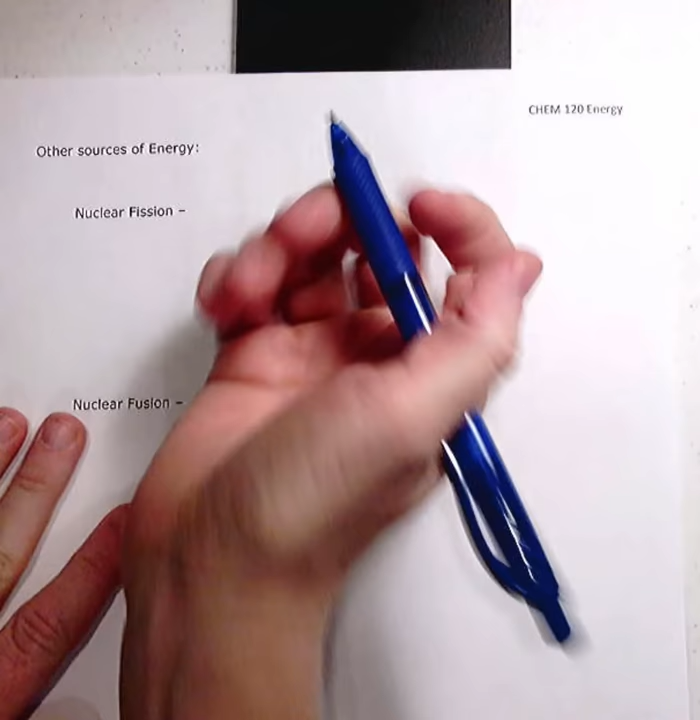 CHEM 120 Energy
Other sources of Energy:
Nuclear Fission –
Nuclear Fusion –